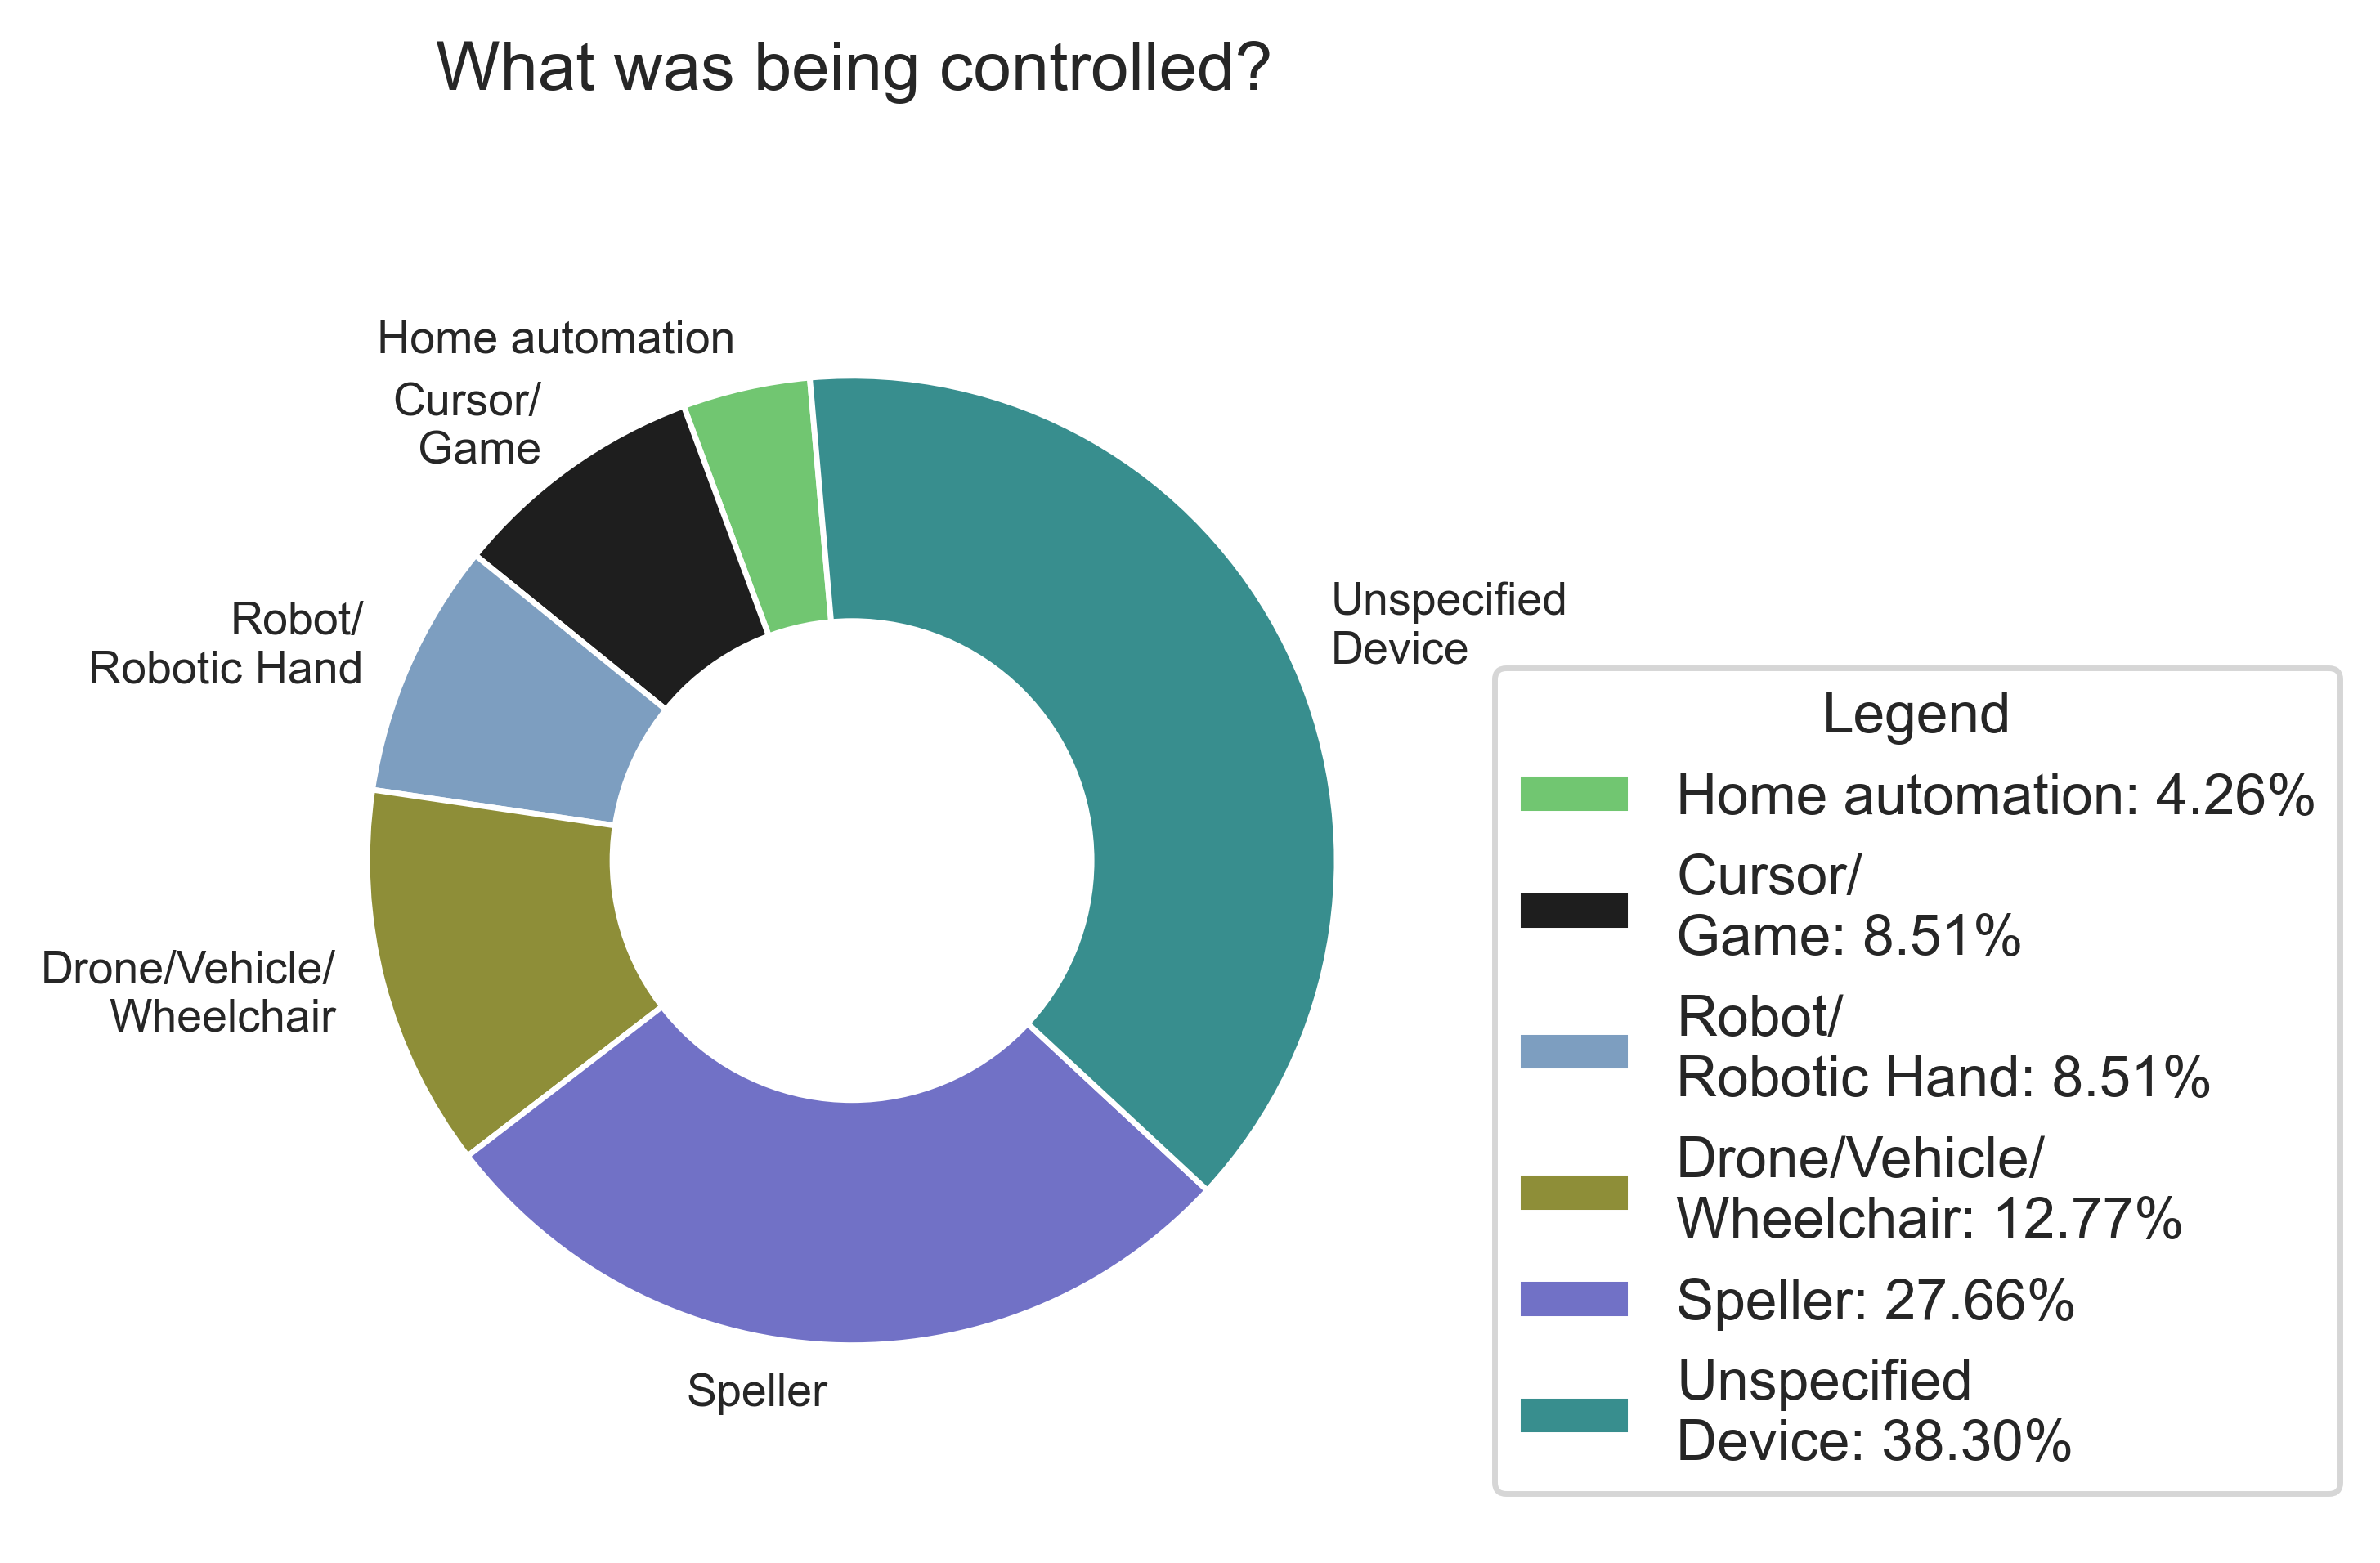 What was being controlled?
Home automation
Cursor/
Game
Robot/
Robotic Hand
Unspecified
Device
Drone/Vehicle/
Wheelchair
Speller
Legend
Home automation: 4.26%
Cursor/
Game: 8.51%
Robot/
Robotic Hand: 8.51%
Drone/Vehicle/
Wheelchair: 12.77%
Speller: 27.66%
Unspecified
Device: 38.30%